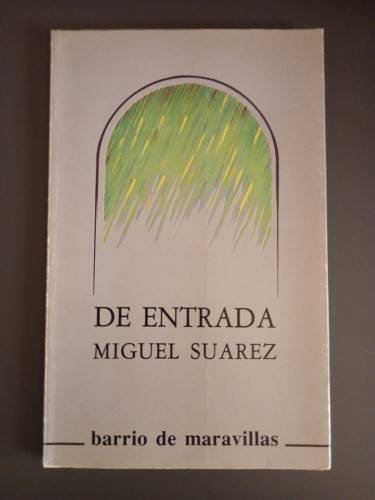 DE ENTRADA
MIGUEL SUAREZ
barrio de maravillas